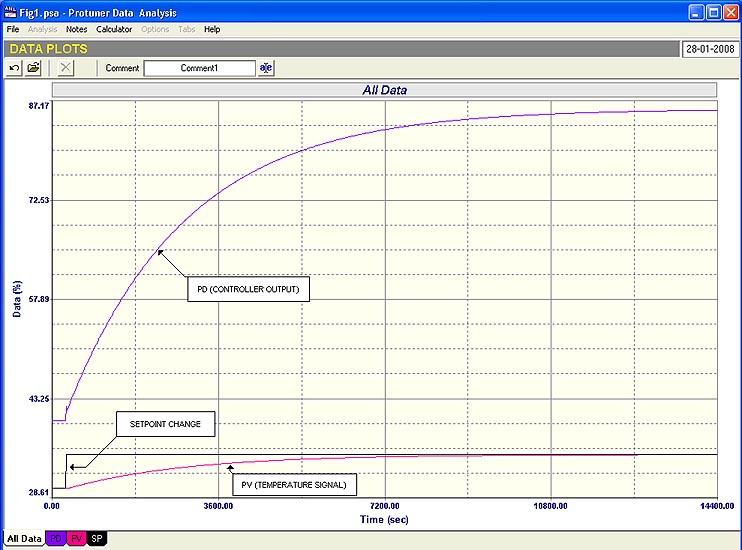 Fig1.psa - Protuner Data Analysis
File Analysis Notes Calculator Options Tabs Help
DATA PLOTS
28-01-2008
Comment Comment1 a|e
All Data
87.17
72.53
PD (CONTROLLER OUTPUT)
57.89
Data (%)
43.25
SETPOINT CHANGE
PV (TEMPERATURE SIGNAL)
28.61
0.00 3600.00 7200.00 10800.00 14400.00
Time (sec)
All Data PD PV SP